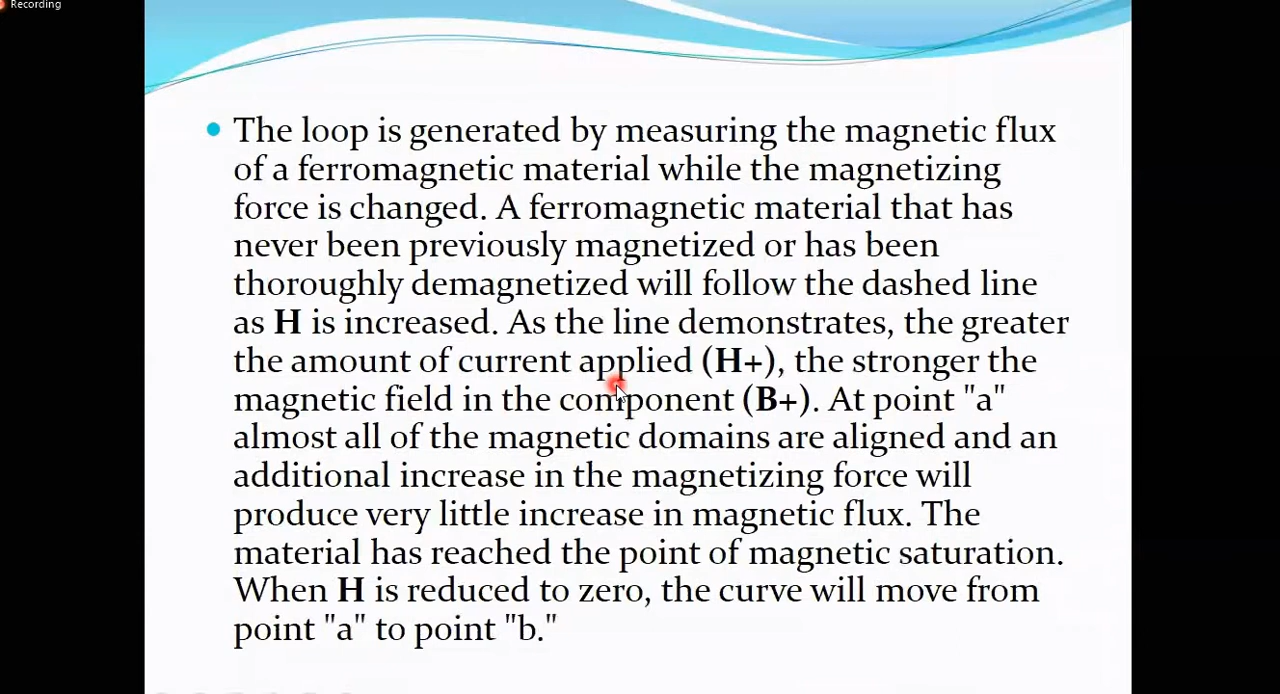 Recording
• The loop is generated by measuring the magnetic flux
of a ferromagnetic material while the magnetizing
force is changed. A ferromagnetic material that has
never been previously magnetized or has been
thoroughly demagnetized will follow the dashed line
as H is increased. As the line demonstrates, the greater
the amount of current applied (H+), the stronger the
magnetic field in the component (B+). At point "a"
almost all of the magnetic domains are aligned and an
additional increase in the magnetizing force will
produce very little increase in magnetic flux. The
material has reached the point of magnetic saturation.
When H is reduced to zero, the curve will move from
point "a" to point "b."